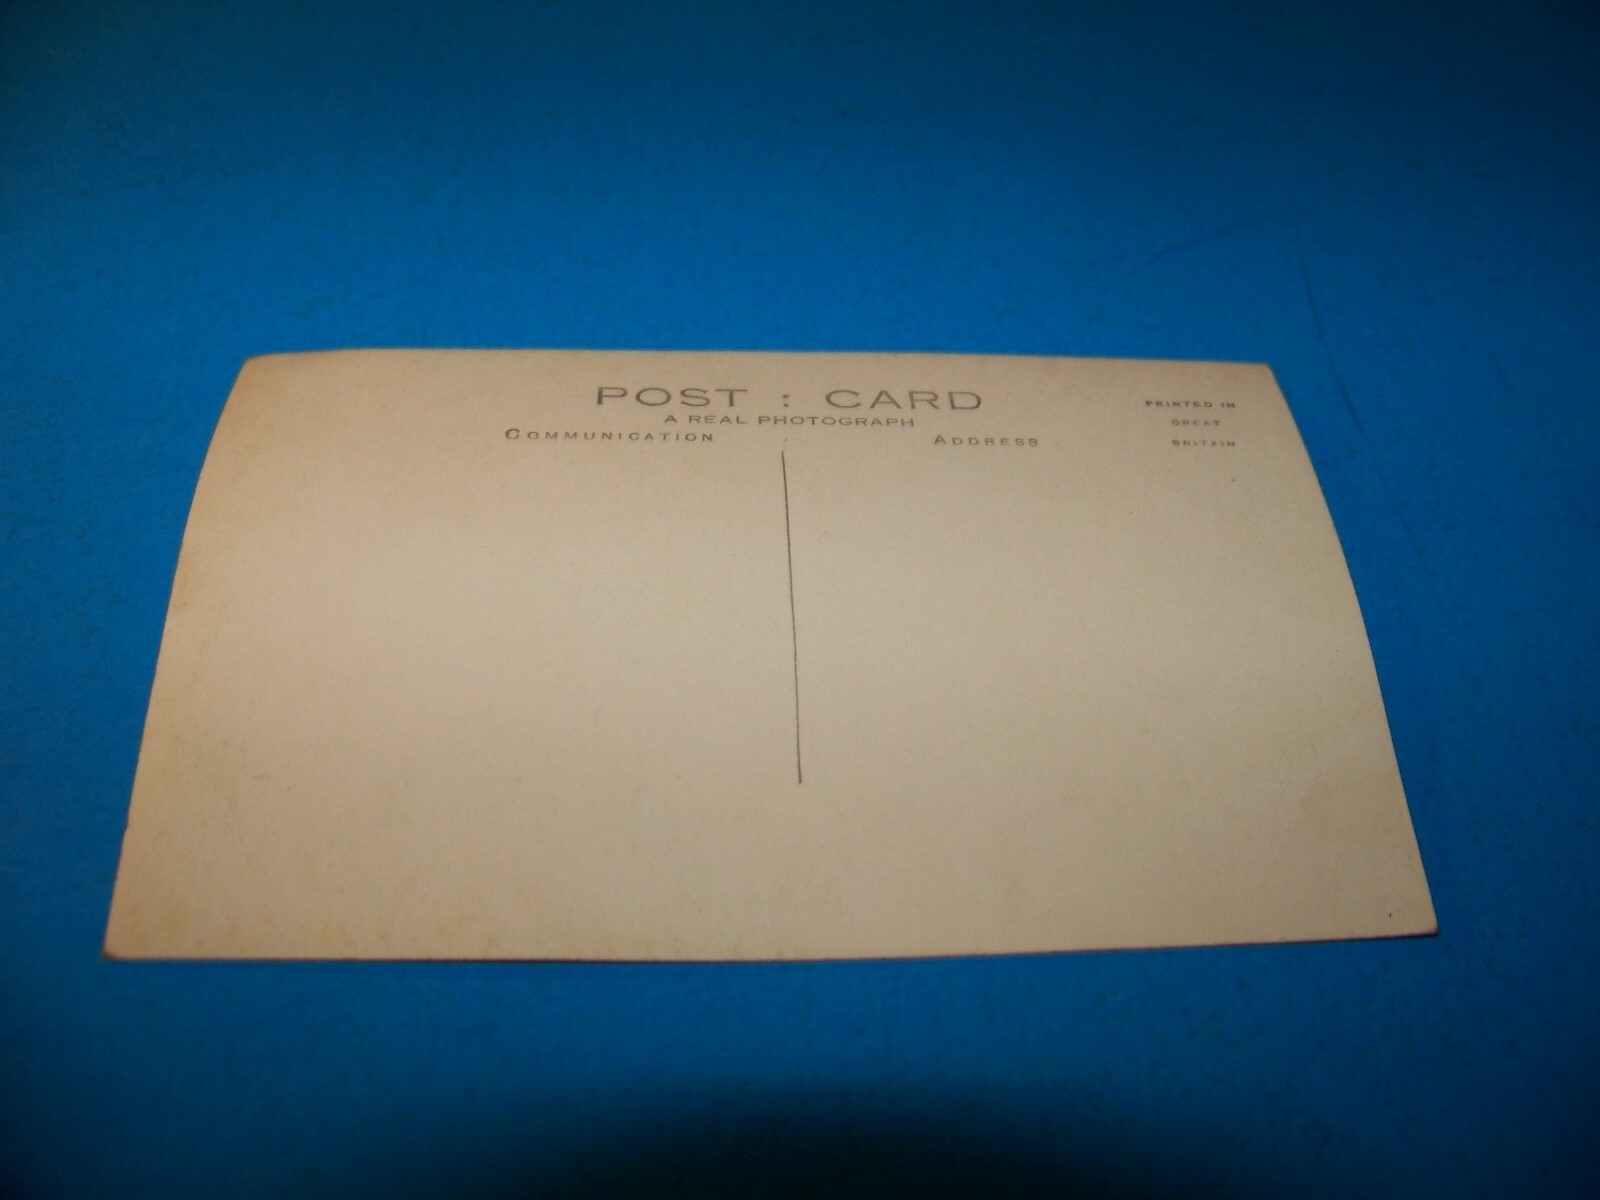 POST : CARD
A REAL PHOTOGRAPH
COMMUNICATION
ADDRESS
PRINTED IN
GREAT
BRITAIN